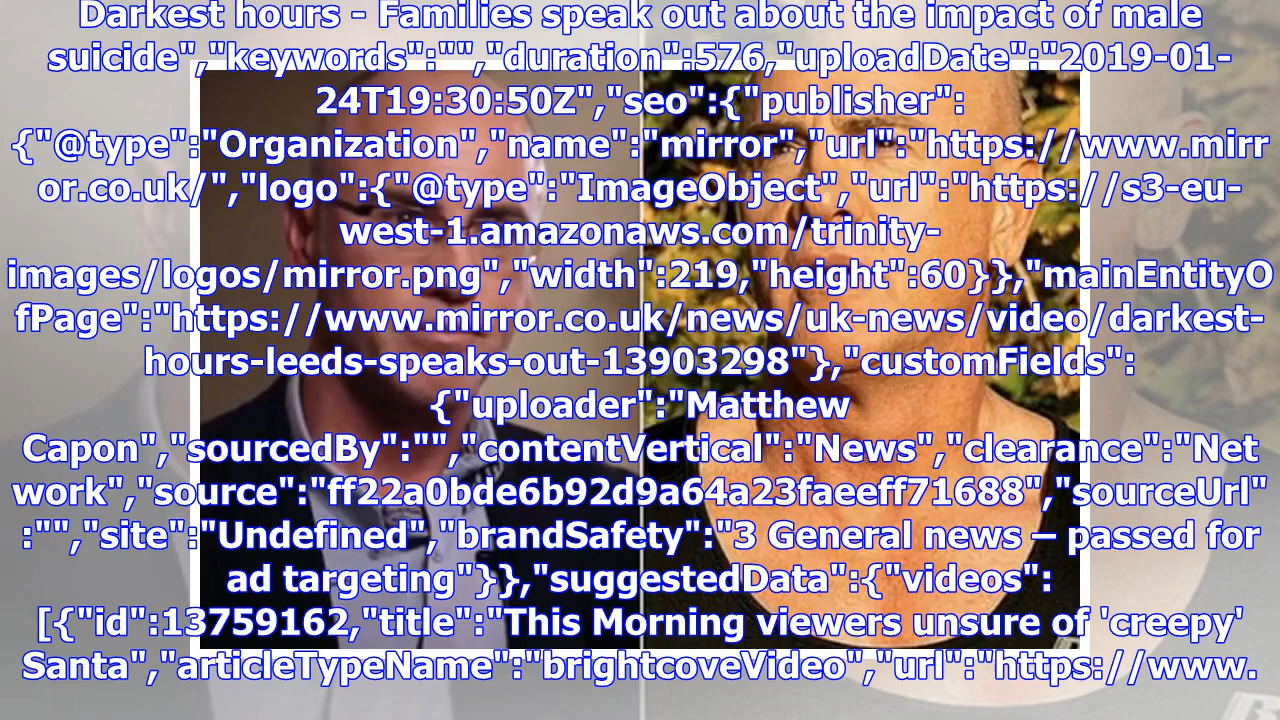 Darkest hours - Families speak out about the impact of male
suicide","keywords":"","duration":576,"uploadDate":"2019-01-
24T19:30:50Z","seo":{"publisher":
{"@type":"Organization","name":"mirror","url":"https://www.mirr
or.co.uk/","logo":{"@type":"ImageObject","url":"https://s3-eu-
west-1.amazonaws.com/trinity-
images/logos/mirror.png","width":219,"height":60}},"mainEntityO
fPage":"https://www.mirror.co.uk/news/uk-news/video/darkest-
hours-leeds-speaks-out-13903298"},"customFields":
{"uploader":"Matthew
Capon","sourcedBy":"","contentVertical":"News","clearance":"Net
work","source":"ff22a0bde6b92d9a64a23faeeff71688","sourceUrl"
:"","site":"Undefined","brandSafety":"3 General news – passed for
ad targeting"}},"suggestedData":{"videos":
[{"id":13759162,"title":"This Morning viewers unsure of 'creepy'
Santa","articleTypeName":"brightcoveVideo","url":"https://www.